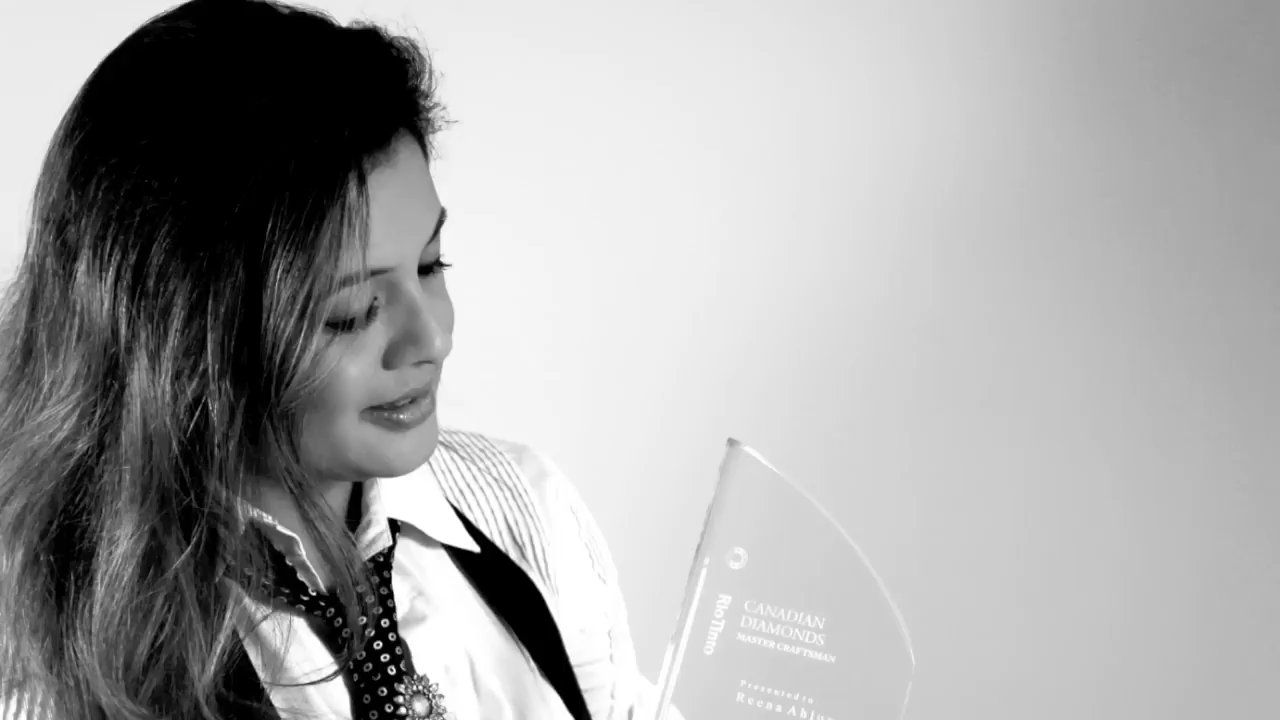 RioTinto
CANADIAN
DIAMONDS
MASTER CRAFTSMAN
Presented to
Reena